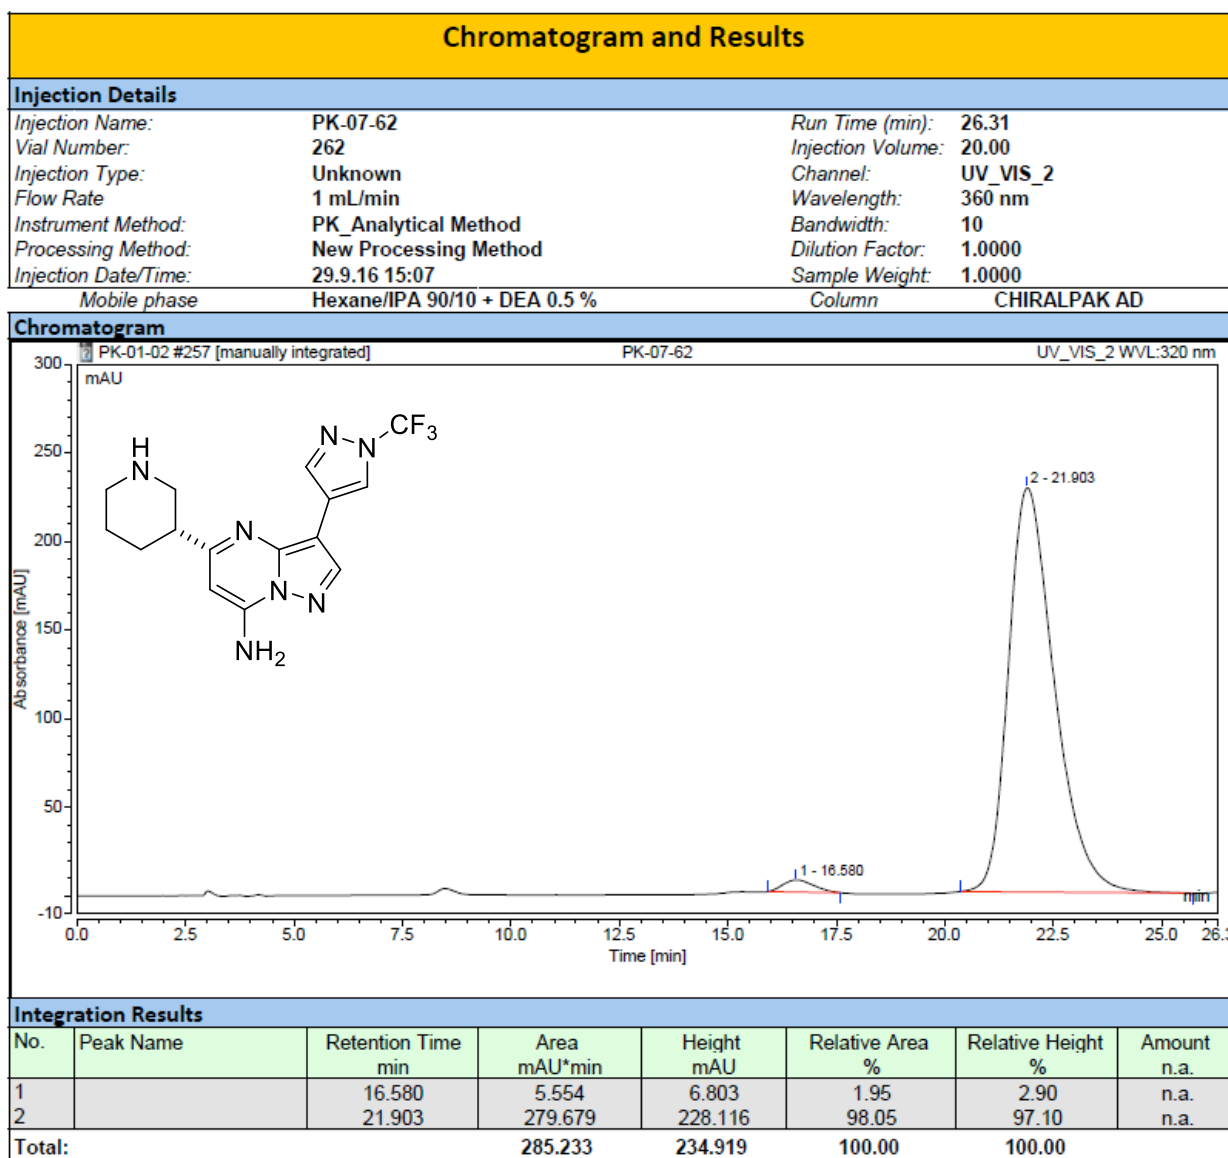 Chromatogram and Results
Injection Details
Injection Name: PK-07-62 Run Time (min): 26.31
Vial Number: 262 Injection Volume: 20.00
Injection Type: Unknown Channel: UV_VIS_2
Flow Rate 1 mL/min Wavelength: 360 nm
Instrument Method: PK_Analytical Method Bandwidth: 10
Processing Method: New Processing Method Dilution Factor: 1.0000
Injection Date/Time: 29.9.16 15:07 Sample Weight: 1.0000
Mobile phase Hexane/IPA 90/10 + DEA 0.5 % Column CHIRALPAK AD
Chromatogram
PK-01-02 #257 [manually integrated] PK-07-62 UV_VIS_2 WVL:320 nm
300
mAU
CF3
N
N
H
N
250
2 - 21.903
N
200
N
N
150
NH2
Absorbance [mAU]
100
50
1 - 16.580
min
-10
0.0 2.5 5.0 7.5 10.0 12.5 15.0 17.5 20.0 22.5 25.0 26.3
Time [min]
Integration Results
No. Peak Name Retention Time Area Height Relative Area Relative Height Amount
min mAU*min mAU % % n.a.
1 16.580 5.554 6.803 1.95 2.90 n.a.
2 21.903 279.679 228.116 98.05 97.10 n.a.
Total: 285.233 234.919 100.00 100.00